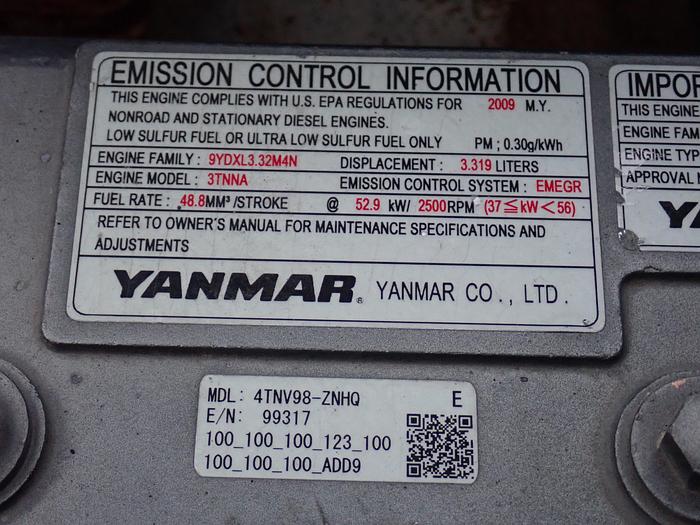 EMISSION CONTROL INFORMATION
THIS ENGINE COMPLIES WITH U.S. EPA REGULATIONS FOR 2009 M.Y.
NONROAD AND STATIONARY DIESEL ENGINES.
LOW SULFUR FUEL OR ULTRA LOW SULFUR FUEL ONLY PM ; 0.30g/kWh
ENGINE FAMILY : 9YDXL3.32M4N DISPLACEMENT : 3.319 LITERS
ENGINE MODEL : 3TNNA EMISSION CONTROL SYSTEM : EMEGR
FUEL RATE : 48.8MM³ /STROKE @ 52.9 kW/ 2500RPM (37≦kW<56)
REFER TO OWNER'S MANUAL FOR MAINTENANCE SPECIFICATIONS AND
ADJUSTMENTS
YANMAR® YANMAR CO., LTD.
MDL: 4TNV98-ZNHQ E
E/N: 99317
100_100_100_123_100
100_100_100_ADD9
THIS ENGINE
ENGINE
ENGINE
APPROVAL